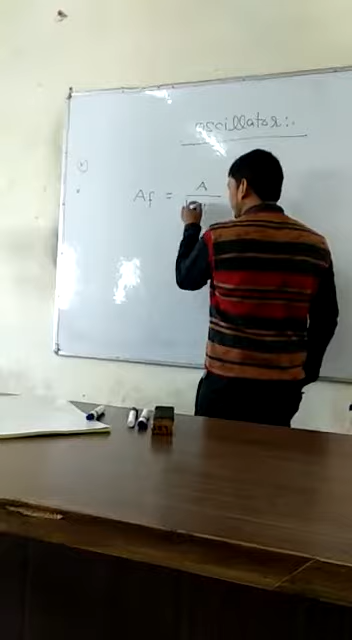 oscillator:-
Af = A